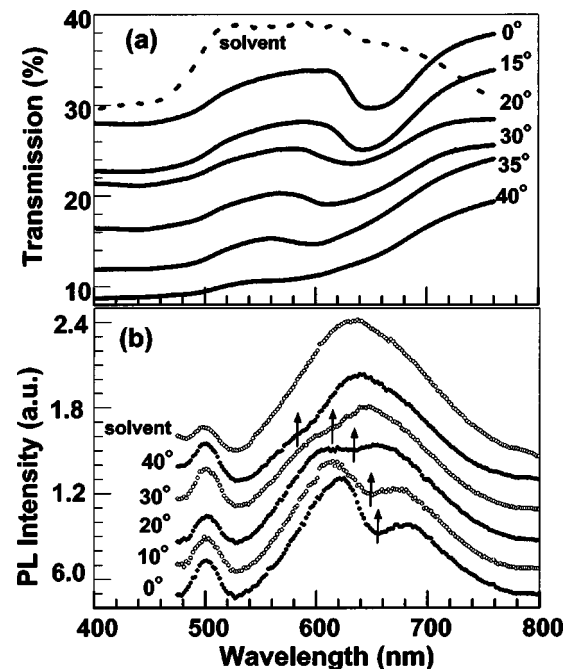 (a)
40
30
20
10
Transmission (%)
solvent
0°
15°
20°
30°
35°
40°
(b)
2.4
1.8
1.2
6.0
PL Intensity (a.u.)
solvent
40°
30°
20°
10°
0°
400 500 600 700 800
Wavelength (nm)